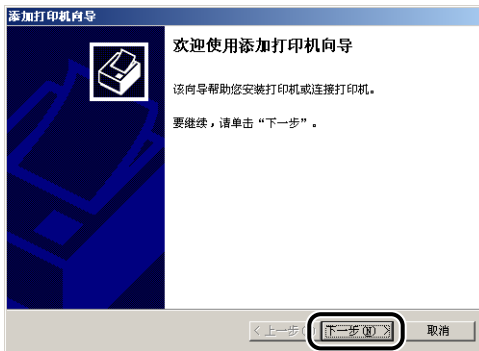 添加打印机向导
欢迎使用添加打印机向导
该向导帮助您安装打印机或连接打印机。
要继续，请单击“下一步”。
< 上一步( 下一步(N) > 取消